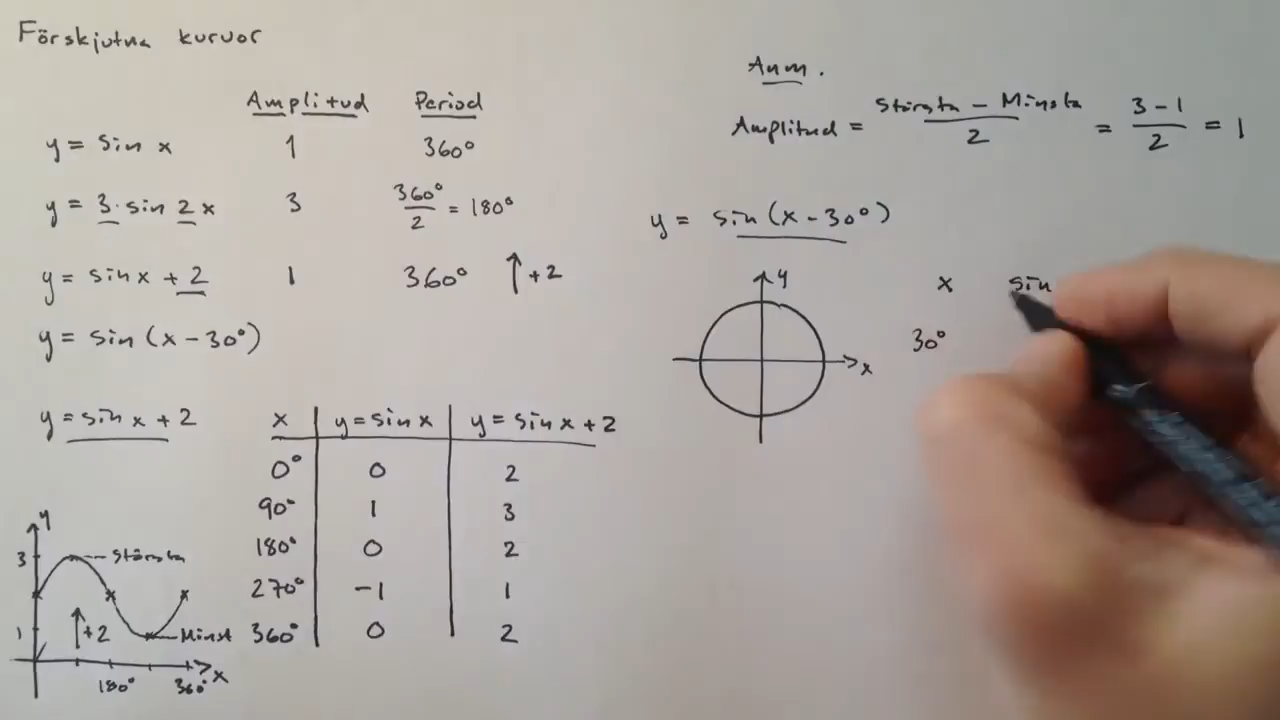 Förskjutna kurvor
Amplitud Period
y = sin x 1 360°
y = 3 · sin 2x 3 360°/2 = 180°
y = sin x + 2 1 360° ↑ +2
y = sin (x - 30°)
y = sin x + 2
x y = sin x y = sin x + 2
0° 0 2
90° 1 3
180° 0 2
270° -1 1
360° 0 2
y
3 Största
1 +2 Minst
180° 360° x
Anm.
Amplitud = Största - Minsta / 2 = 3 - 1 / 2 = 1
y = sin (x - 30°)
y
x
x sin
30°